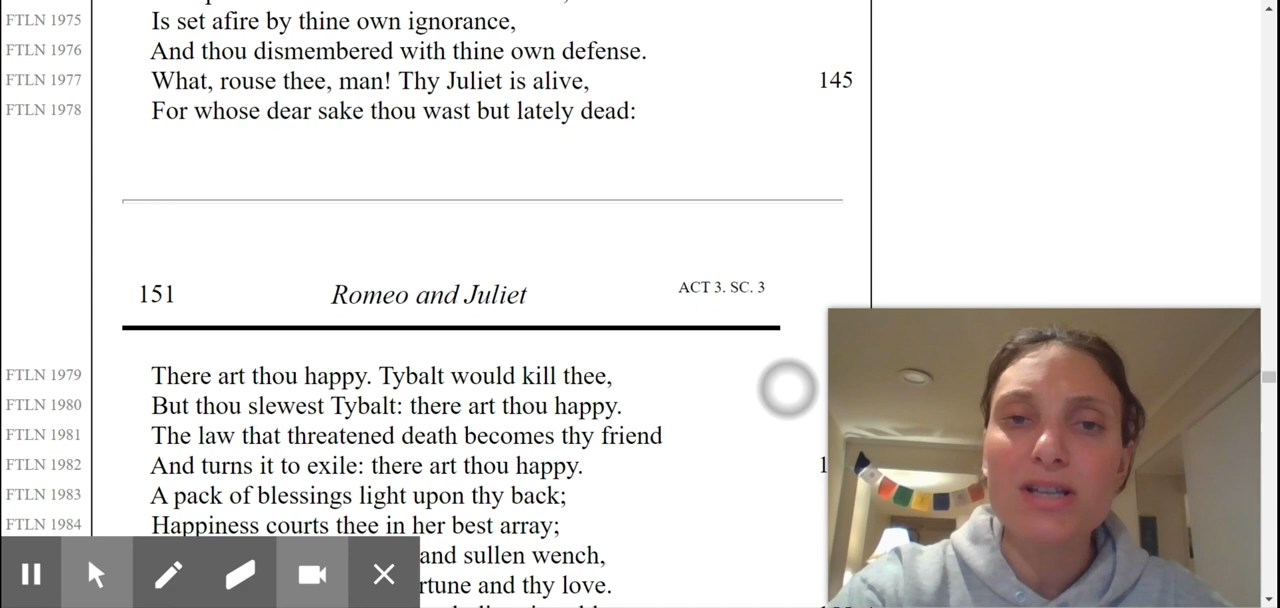 FTLN 1975 Is set afire by thine own ignorance,
FTLN 1976 And thou dismembered with thine own defense.
FTLN 1977 What, rouse thee, man! Thy Juliet is alive, 145
FTLN 1978 For whose dear sake thou wast but lately dead:
151 Romeo and Juliet ACT 3. SC. 3
FTLN 1979 There art thou happy. Tybalt would kill thee,
FTLN 1980 But thou slewest Tybalt: there art thou happy.
FTLN 1981 The law that threatened death becomes thy friend
FTLN 1982 And turns it to exile: there art thou happy. 1
FTLN 1983 A pack of blessings light upon thy back;
FTLN 1984 Happiness courts thee in her best array;
and sullen wench,
rtune and thy love.